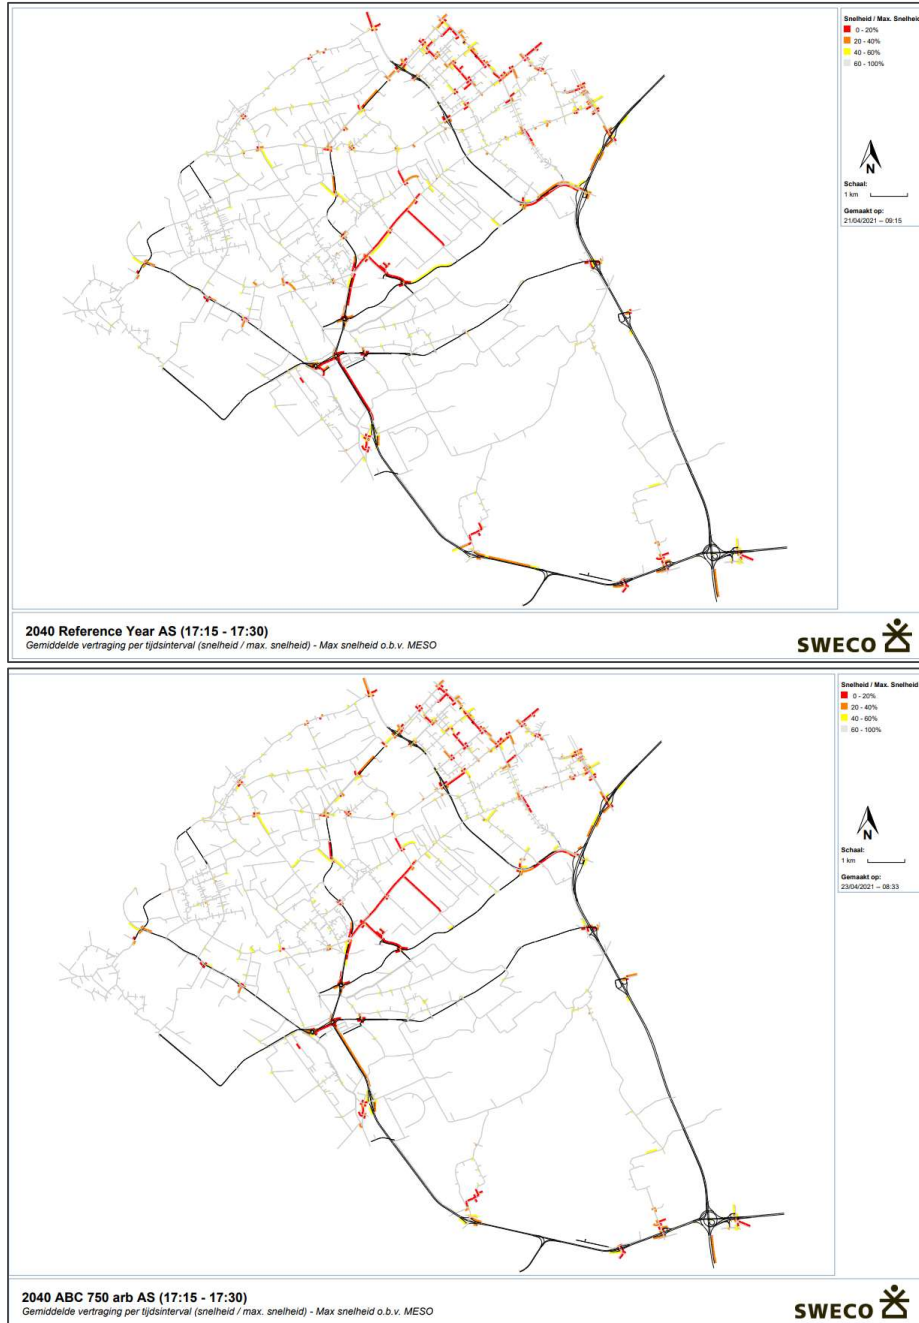 Snelheid / Max. Snelheid
0 - 20%
20 - 40%
40 - 60%
60 - 100%
N
Schaal:
1 km
Gemaakt op:
21/04/2021 – 09:15
2040 Reference Year AS (17:15 - 17:30)
Gemiddelde vertraging per tijdsinterval (snelheid / max. snelheid) - Max snelheid o.b.v. MESO
SWECO
Snelheid / Max. Snelheid
0 - 20%
20 - 40%
40 - 60%
60 - 100%
N
Schaal:
1 km
Gemaakt op:
23/04/2021 – 08:33
2040 ABC 750 arb AS (17:15 - 17:30)
Gemiddelde vertraging per tijdsinterval (snelheid / max. snelheid) - Max snelheid o.b.v. MESO
SWECO